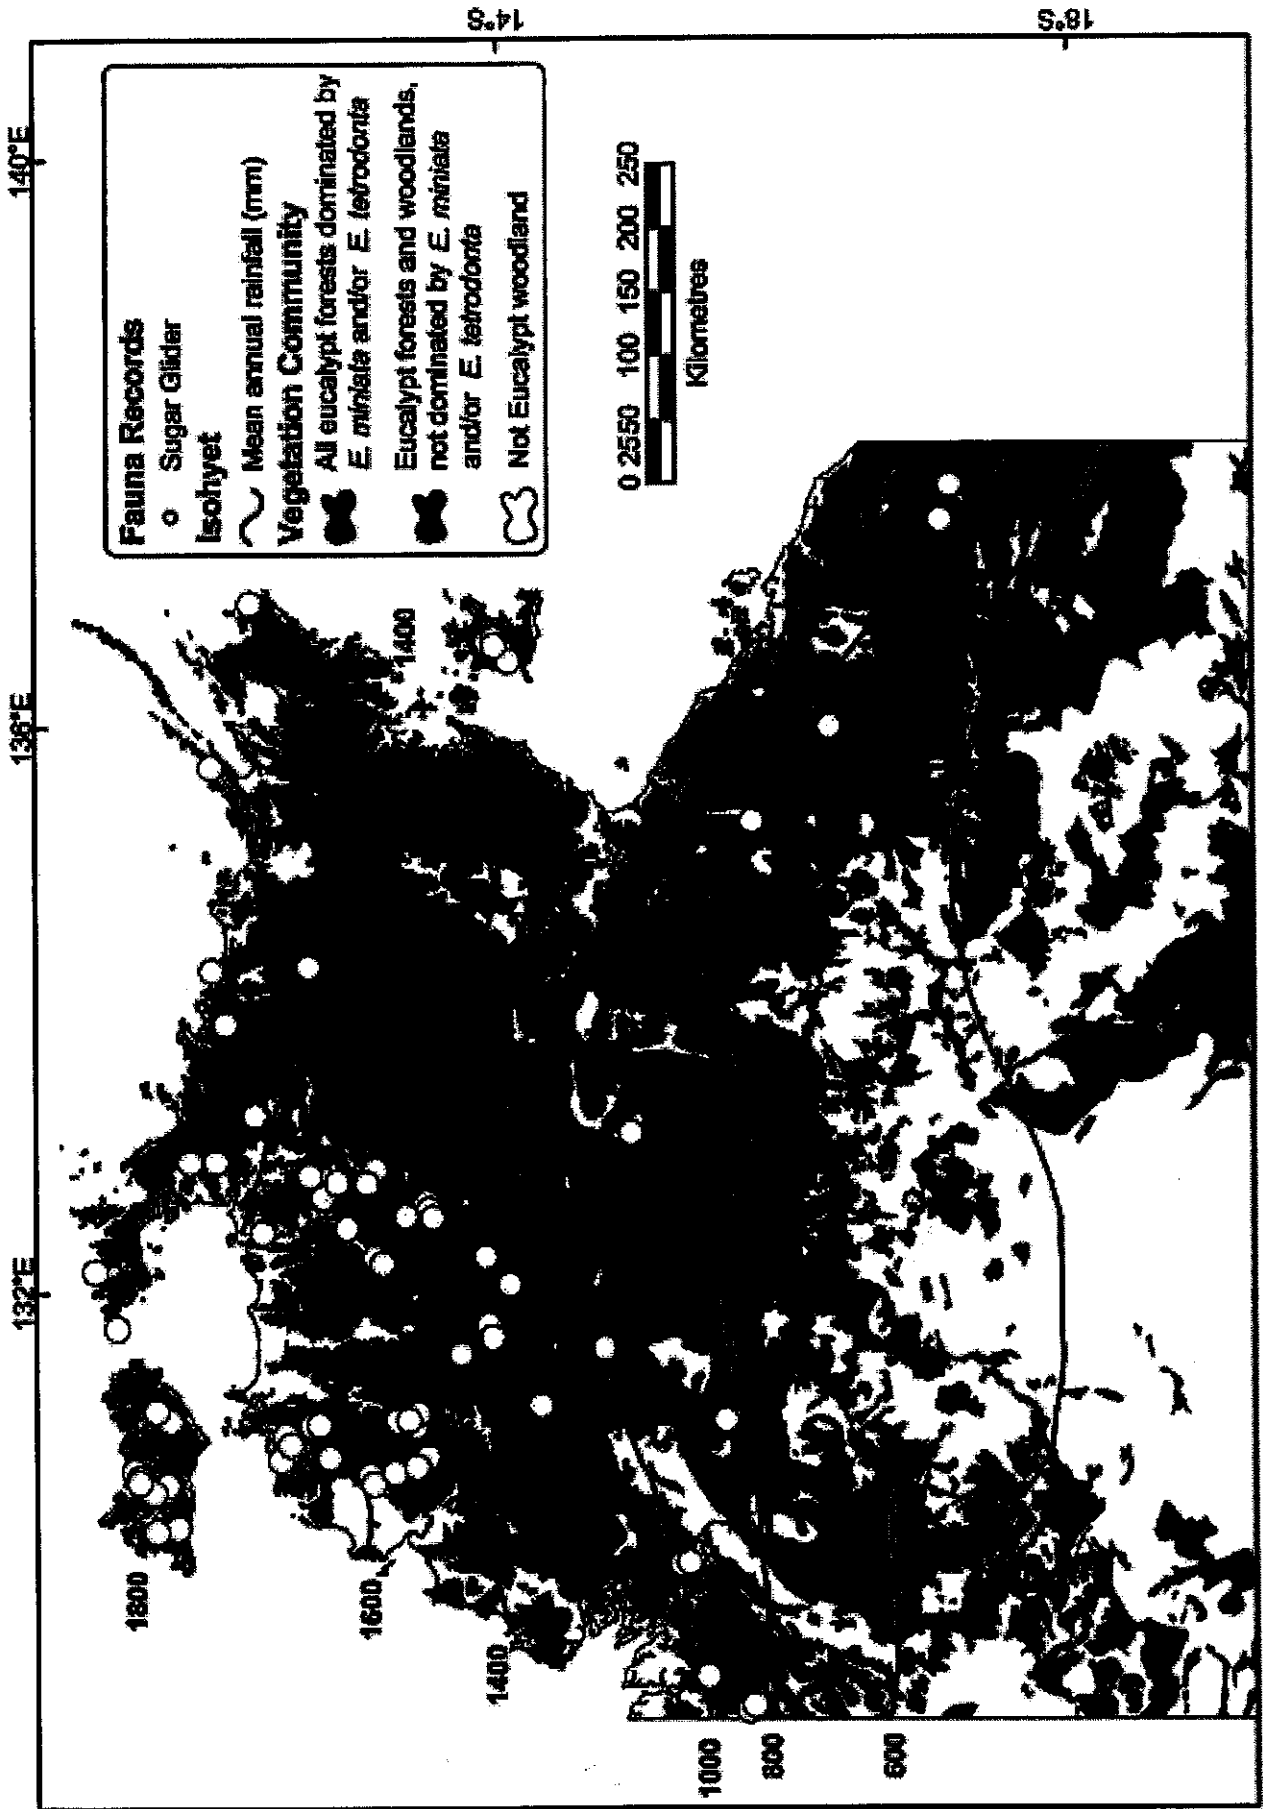 132°E
136°E
140°E
14°S
18°S
Fauna Records
Sugar Glider
Isohyet
Mean annual rainfall (mm)
Vegetation Community
All eucalypt forests dominated by
E. miniata and/or E. tetrodonta
Eucalypt forests and woodlands,
not dominated by E. miniata
and/or E. tetrodonta
Not Eucalypt woodland
0 25 50 100 150 200 250
Kilometres
1800
1600
1400
1400
1000
800
600